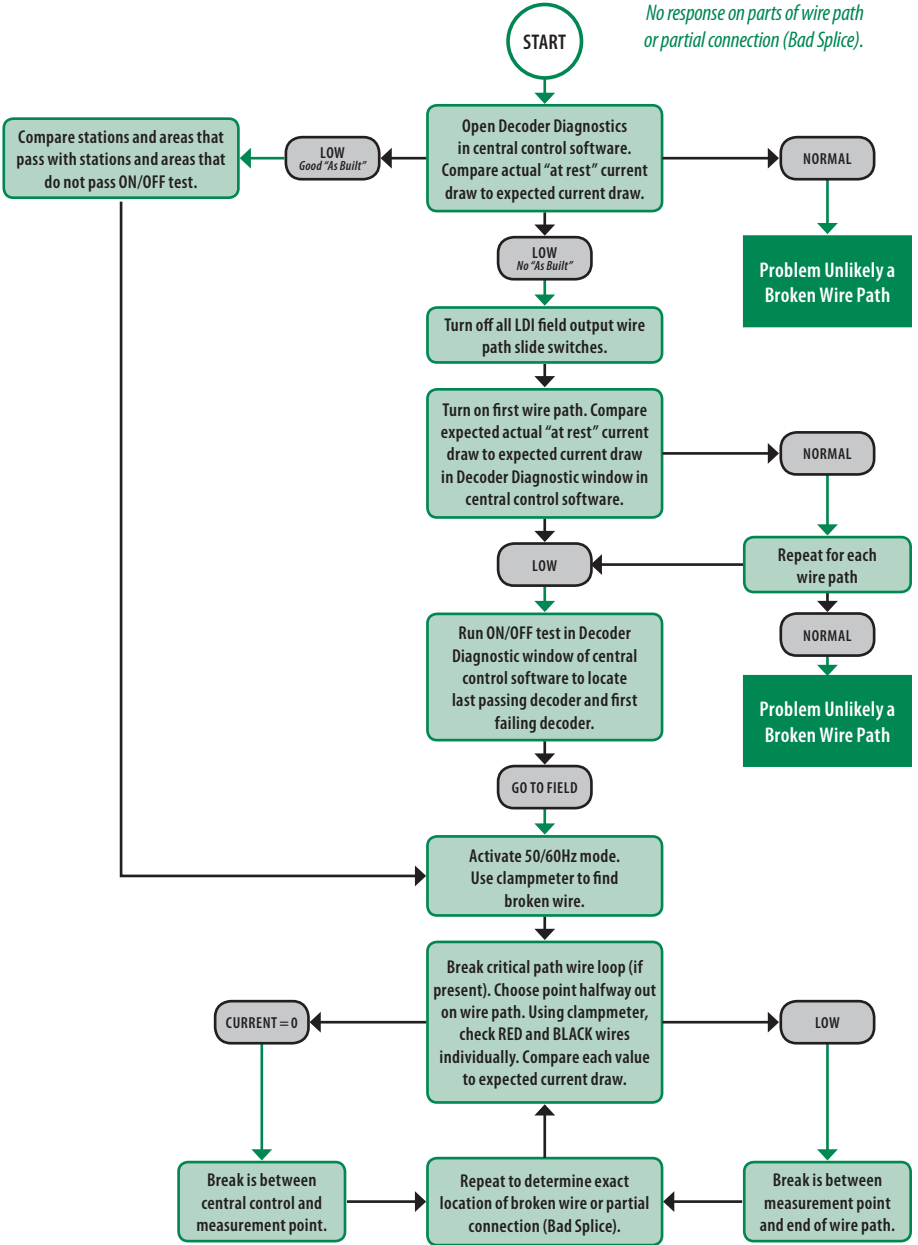 No response on parts of wire path
or partial connection (Bad Splice).
START
Open Decoder Diagnostics
in central control software.
Compare actual “at rest” current
draw to expected current draw.
LOW
Good “As Built”
Compare stations and areas that
pass with stations and areas that
do not pass ON/OFF test.
NORMAL
Problem Unlikely a
Broken Wire Path
LOW
No “As Built”
Turn off all LDI field output wire
path slide switches.
Turn on first wire path. Compare
expected actual “at rest” current
draw to expected current draw
in Decoder Diagnostic window in
central control software.
NORMAL
Repeat for each
wire path
NORMAL
Problem Unlikely a
Broken Wire Path
LOW
Run ON/OFF test in Decoder
Diagnostic window of central
control software to locate
last passing decoder and first
failing decoder.
GO TO FIELD
Activate 50/60Hz mode.
Use clampmeter to find
broken wire.
Break critical path wire loop (if
present). Choose point halfway out
on wire path. Using clampmeter,
check RED and BLACK wires
individually. Compare each value
to expected current draw.
CURRENT = 0
LOW
Break is between
central control and
measurement point.
Repeat to determine exact
location of broken wire or partial
connection (Bad Splice).
Break is between
measurement point
and end of wire path.